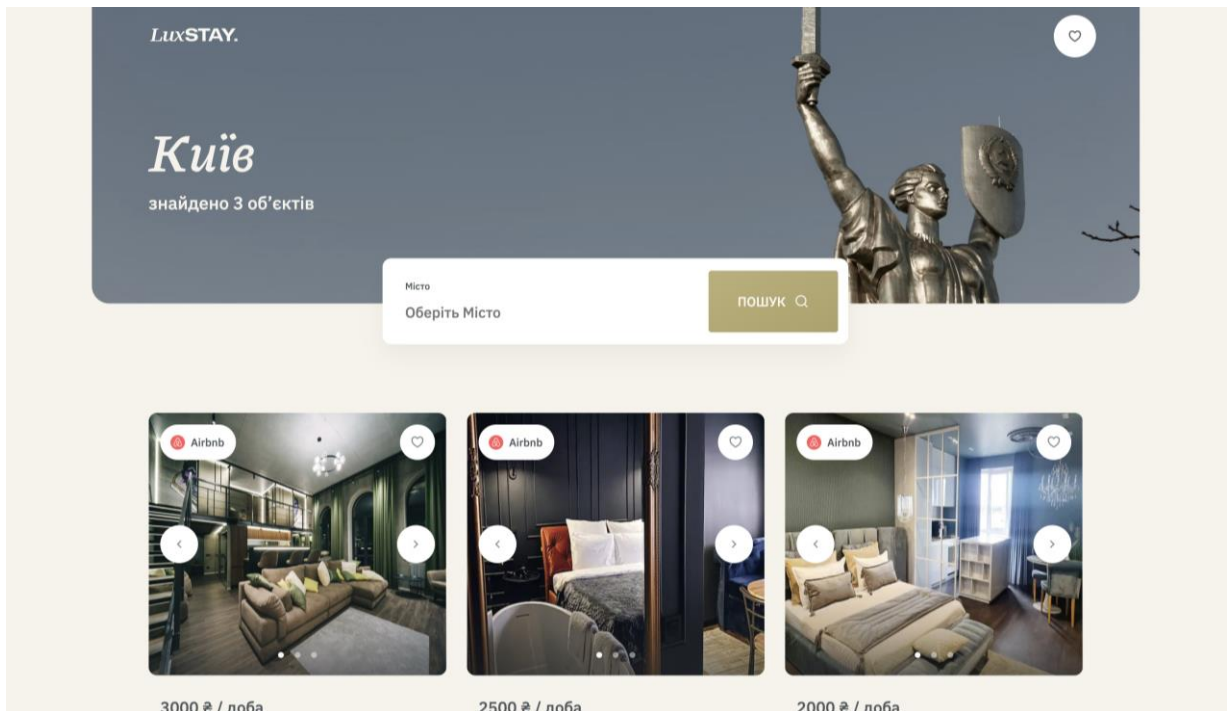 LuxSTAY.
Київ
знайдено 3 об’єктів
Місто
Оберіть Місто
ПОШУК
Airbnb
Airbnb
Airbnb
3000 ₴ / доба
2500 ₴ / доба
2000 ₴ / доба